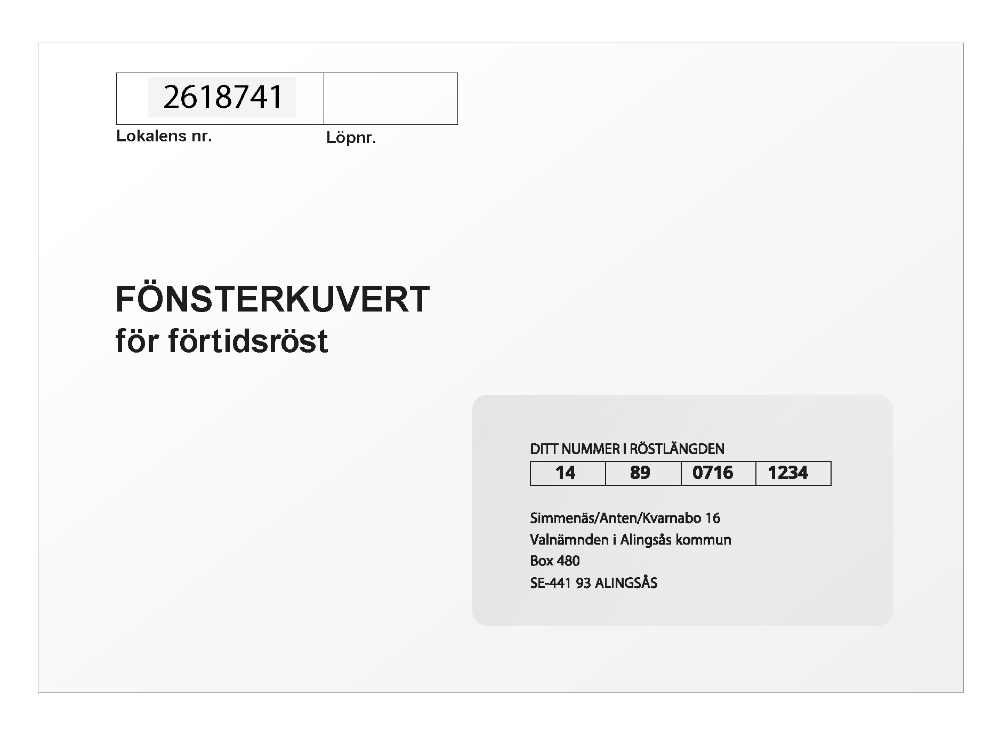 2618741
Lokalens nr. Löpnr.
FÖNSTERKUVERT
för förtidsröst
DITT NUMMER I RÖSTLÄNGDEN
14 89 0716 1234
Simmenäs/Anten/Kvarnabo 16
Valnämnden i Alingsås kommun
Box 480
SE-441 93 ALINGSÅS